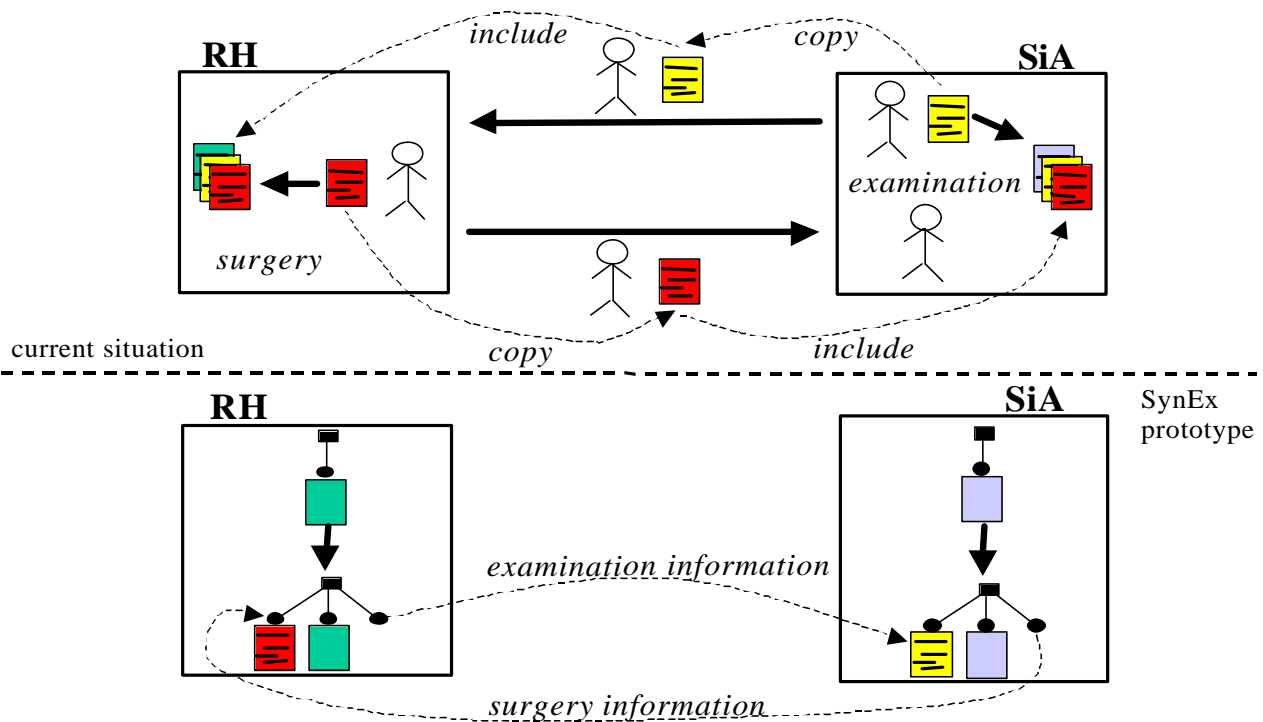 include
copy
RH
SiA
examination
surgery
current situation
copy
include
RH
SiA
SynEx
prototype
examination information
surgery information